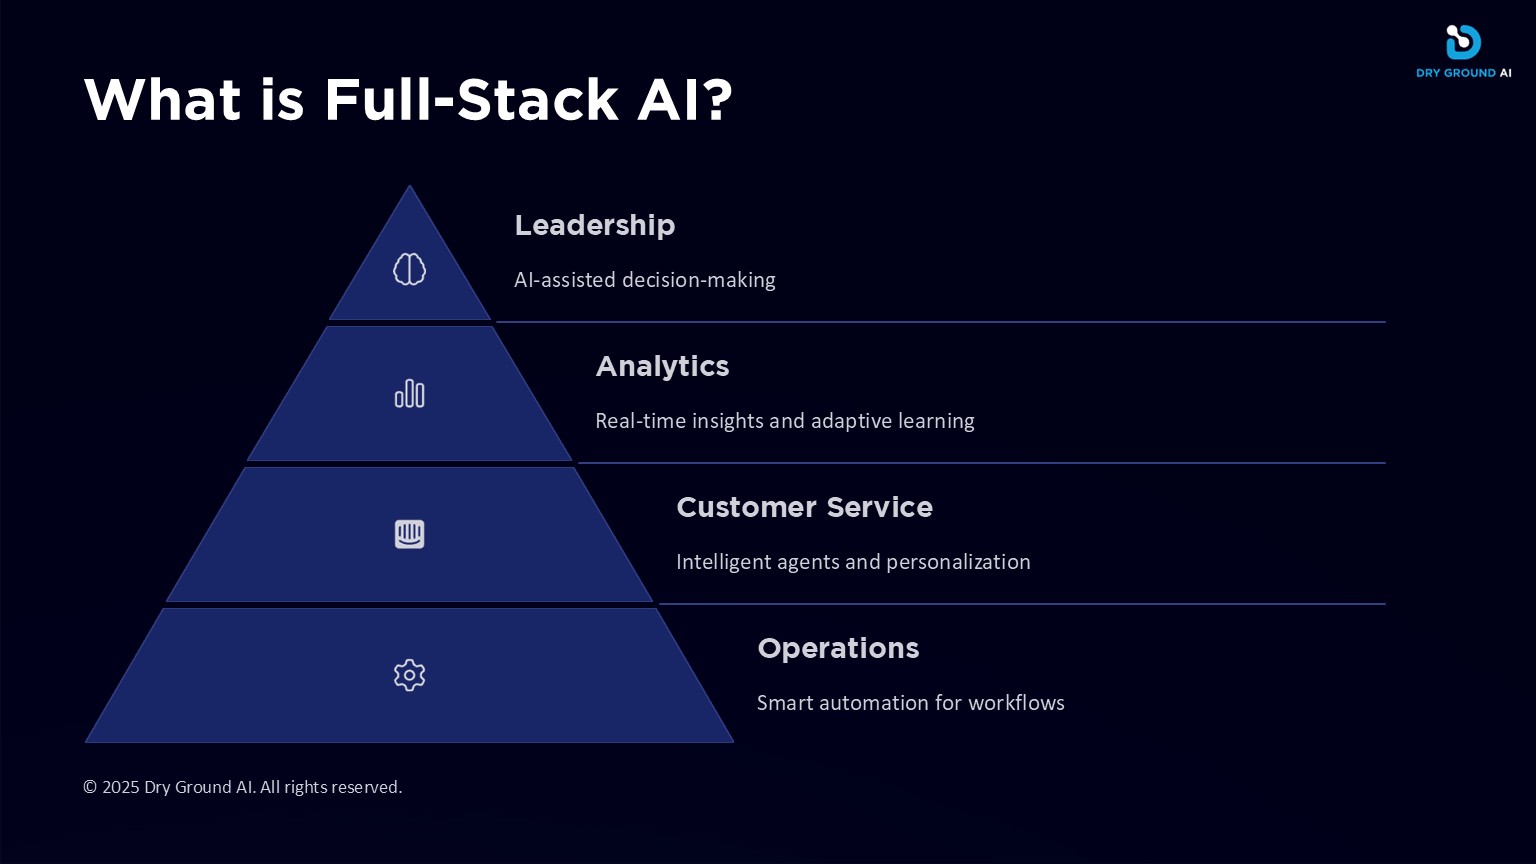 DRY GROUND AI
What is Full-Stack AI?
Leadership
AI-assisted decision-making
Analytics
Real-time insights and adaptive learning
Customer Service
Intelligent agents and personalization
Operations
Smart automation for workflows
© 2025 Dry Ground AI. All rights reserved.